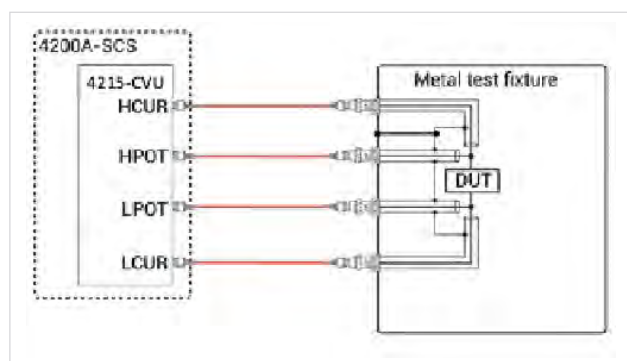 4200A-SCS
4215-CVU
HCUR
HPOT
LPOT
LCUR
Metal test fixture
DUT